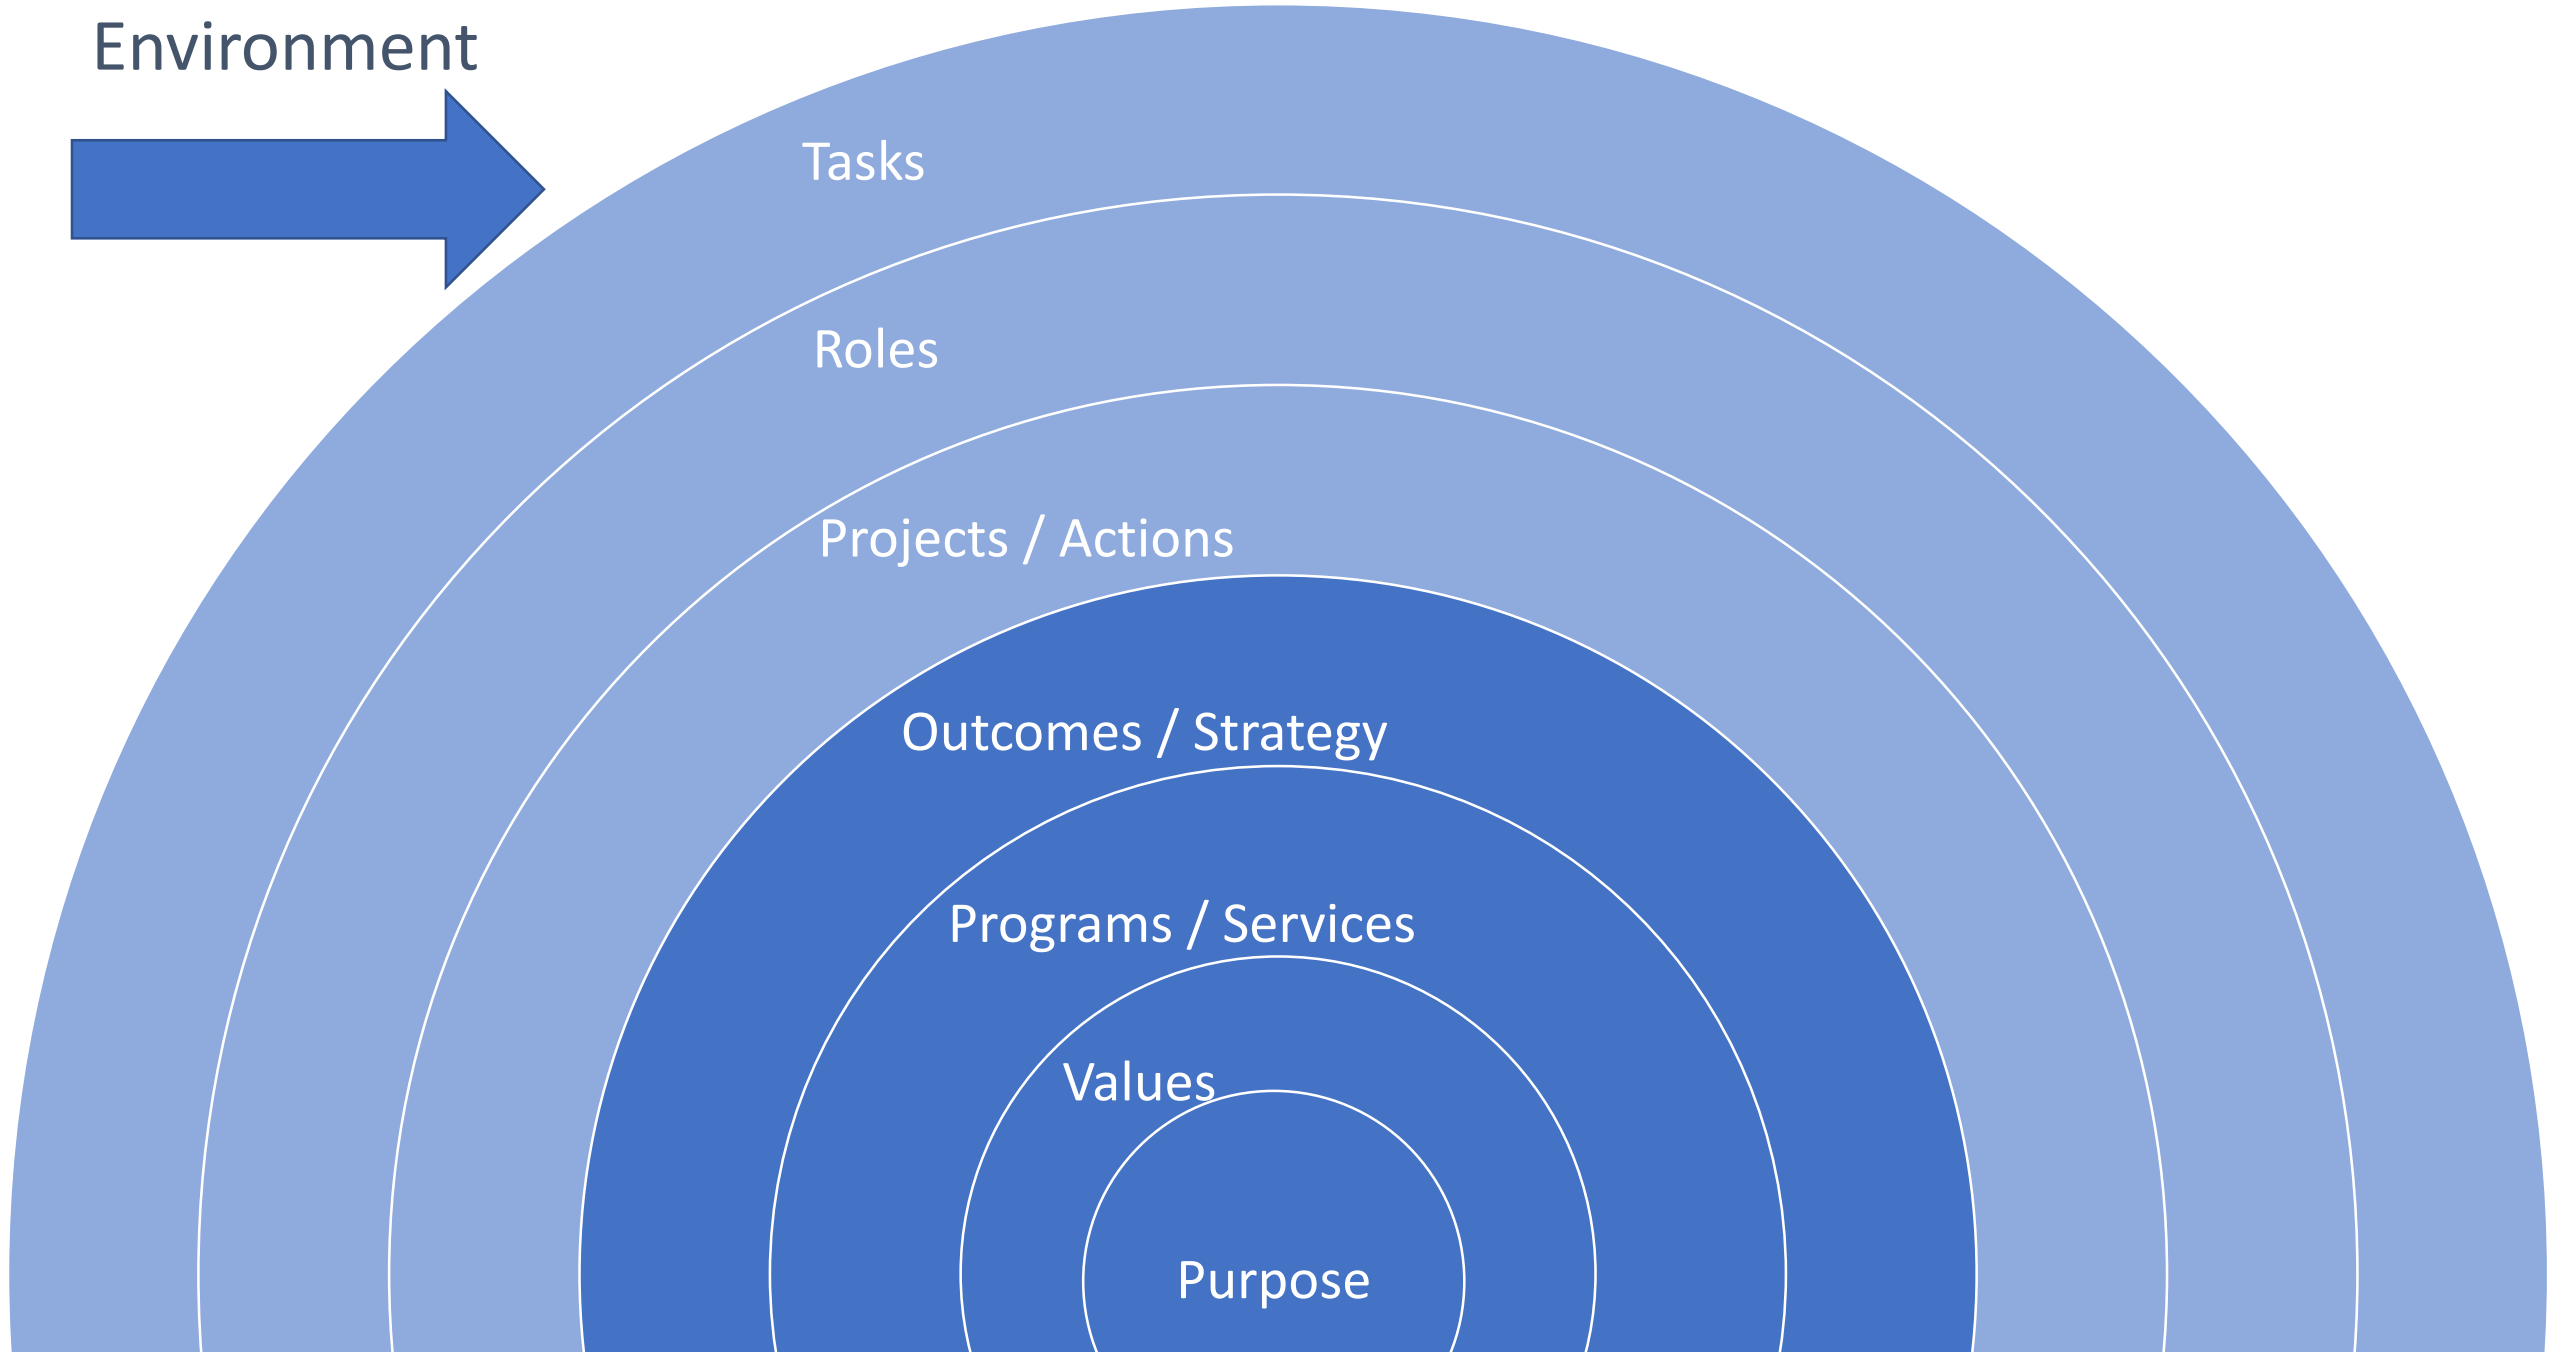 Environment
Tasks
Roles
Projects / Actions
Outcomes / Strategy
Programs / Services
Values
Purpose